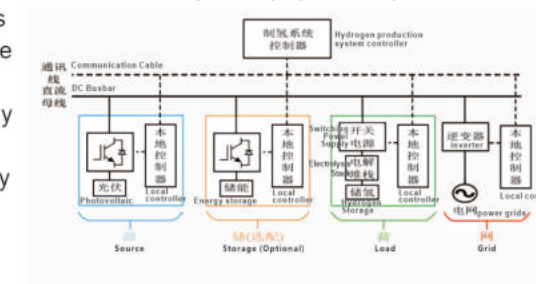 s
e
y
y
制氢系统
控制器
Hydrogen production
system controller
通讯
线
Communication Cable
直流
母线
DC Busbar
本地控制器
光伏
Photovollaic
Local
controller
源
Source
本地控制器
储能
Energy storage
Local
controller
储(选配)
Storage (Optional)
Switching
Power
Supply
开关
电源
Electrolysis
Stack
电解
堆栈
储氢
Hydrogen
Storage
本地控制器
Local
controller
荷
Load
逆变器
inverter
电网
power grids
本地控制器
Local co
网
Grid